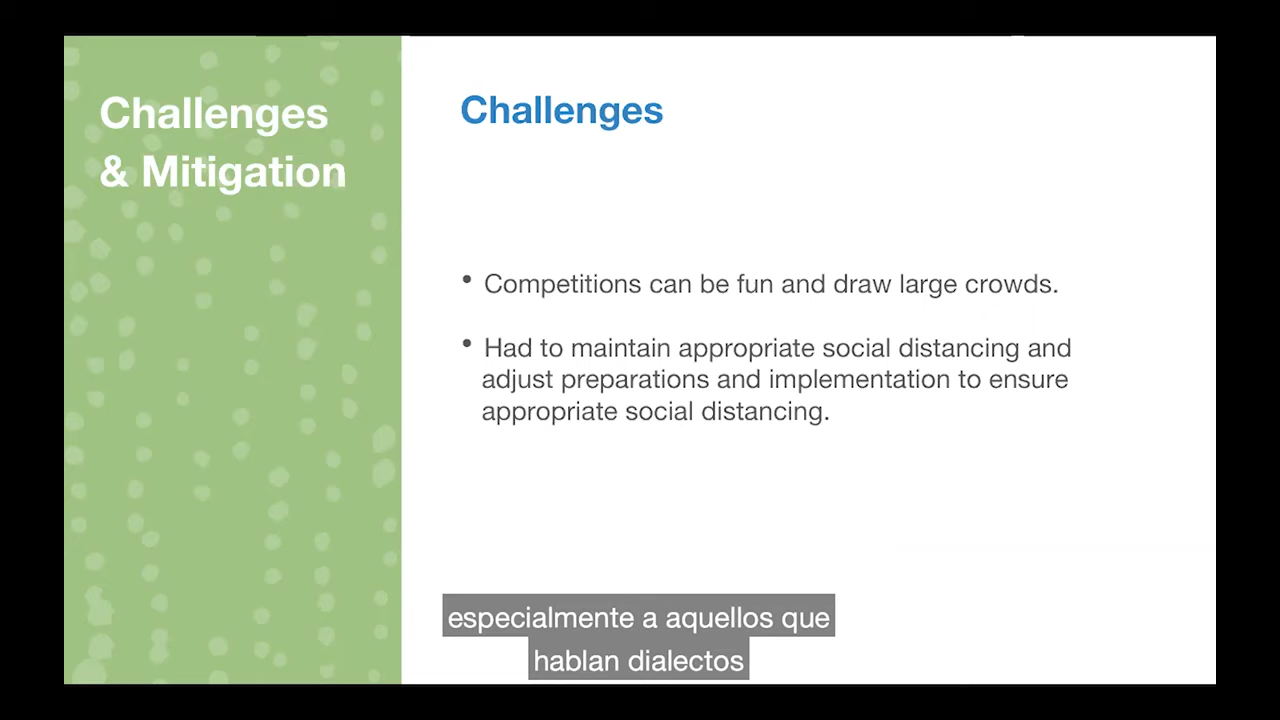 Challenges
& Mitigation
Challenges
• Competitions can be fun and draw large crowds.
• Had to maintain appropriate social distancing and
adjust preparations and implementation to ensure
appropriate social distancing.
especialmente a aquellos que
hablan dialectos